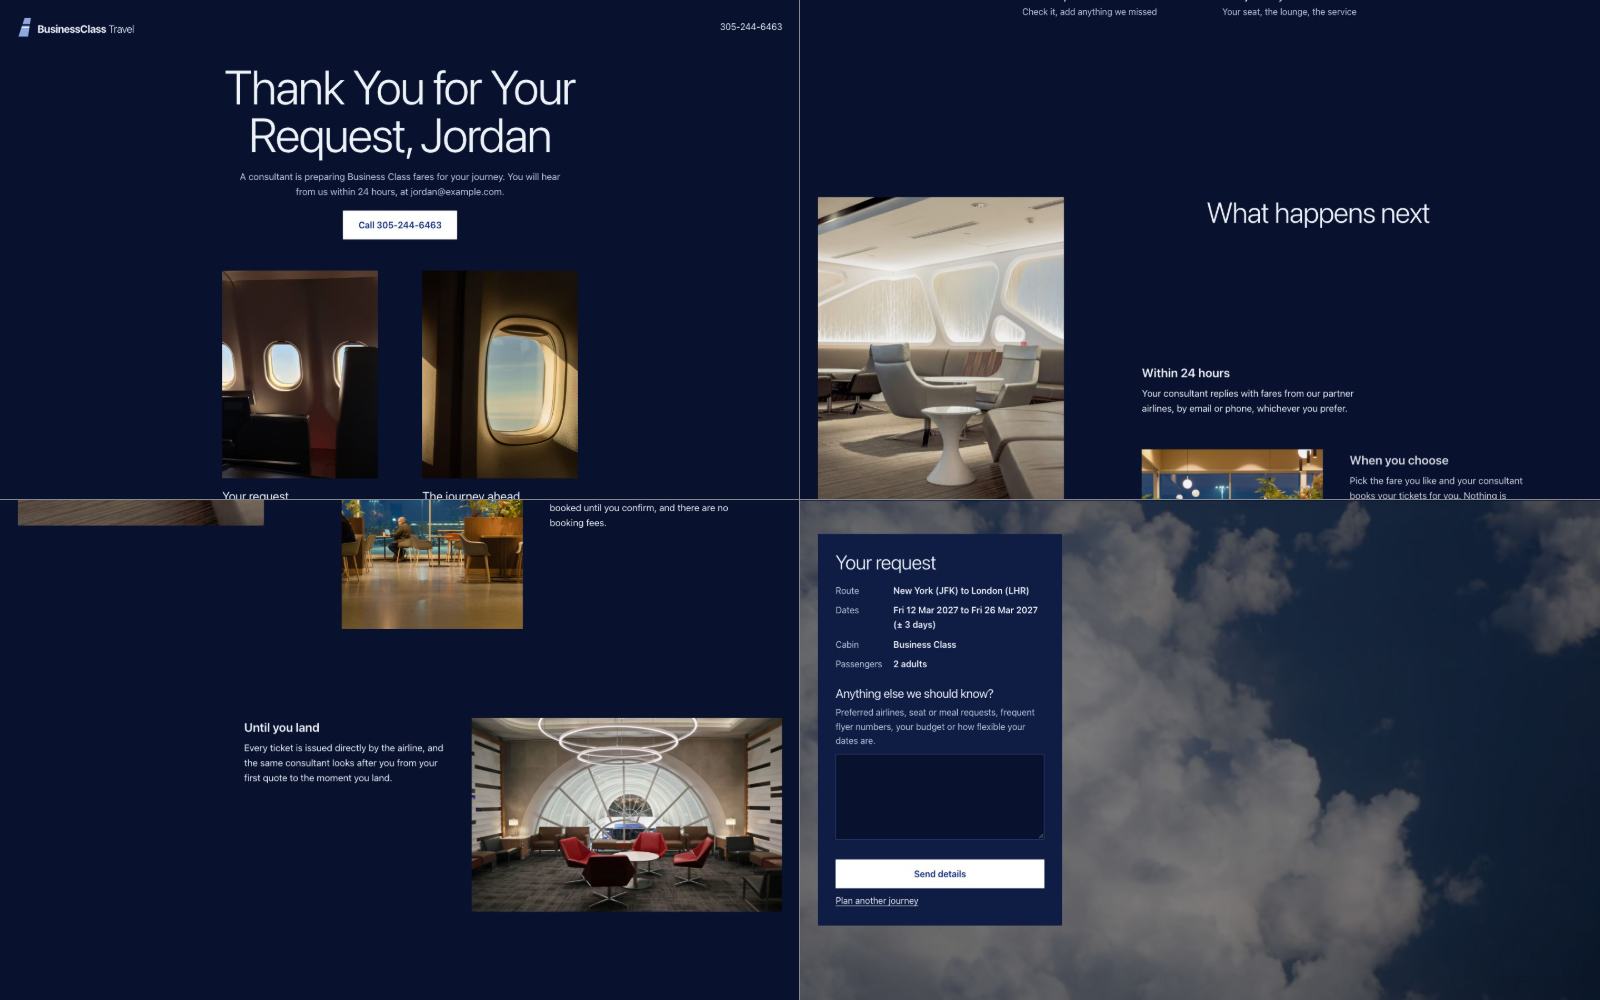 BusinessClass Travel
305-244-6463
Thank You for Your
Request, Jordan
A consultant is preparing Business Class fares for your journey. You will hear
from us within 24 hours, at jordan@example.com.
Call 305-244-6463
Your request
The journey ahead
Check it, add anything we missed
Your seat, the lounge, the service
What happens next
Within 24 hours
Your consultant replies with fares from our partner
airlines, by email or phone, whichever you prefer.
When you choose
Pick the fare you like and your consultant
books your tickets for you. Nothing is
booked until you confirm, and there are no
booking fees.
Until you land
Every ticket is issued directly by the airline, and
the same consultant looks after you from your
first quote to the moment you land.
Your request
Route New York (JFK) to London (LHR)
Dates Fri 12 Mar 2027 to Fri 26 Mar 2027
(± 3 days)
Cabin Business Class
Passengers 2 adults
Anything else we should know?
Preferred airlines, seat or meal requests, frequent
flyer numbers, your budget or how flexible your
dates are.
Send details
Plan another journey